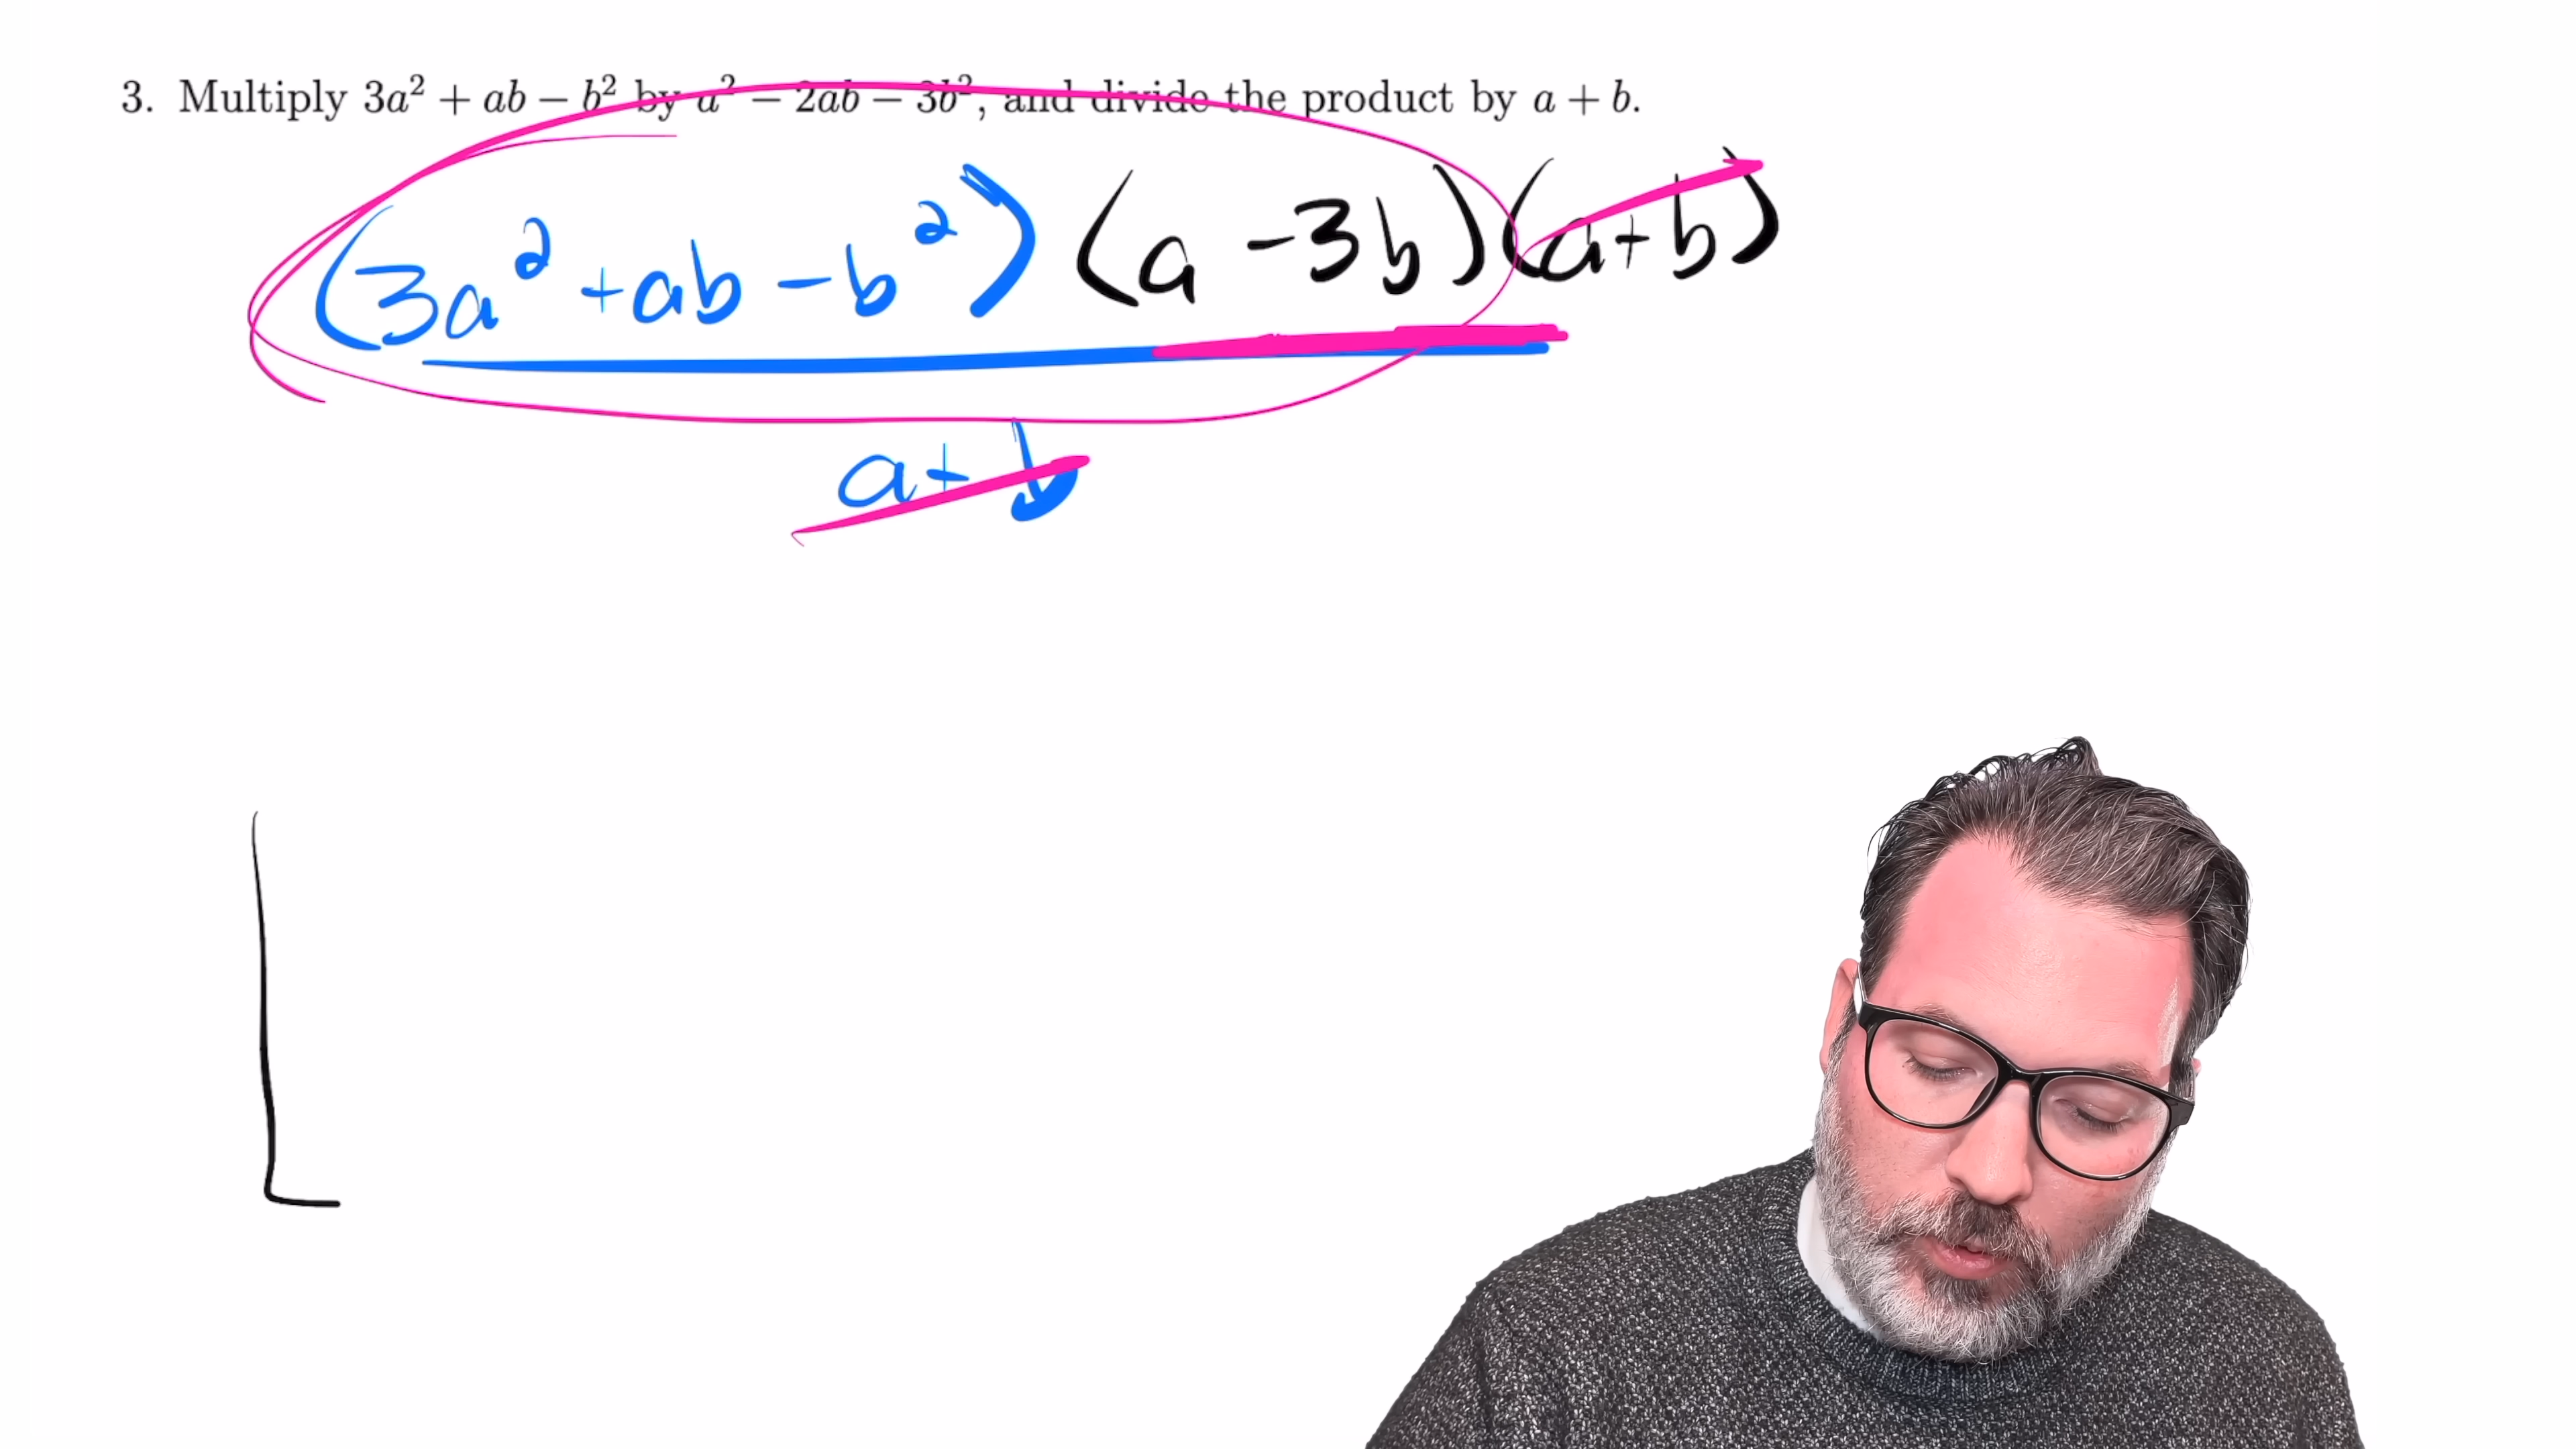 3. Multiply 3a² + ab − b² by a² − 2ab − 3b², and divide the product by a + b.
(3a² + ab − b²) (a − 3b)(a + b)
a + b